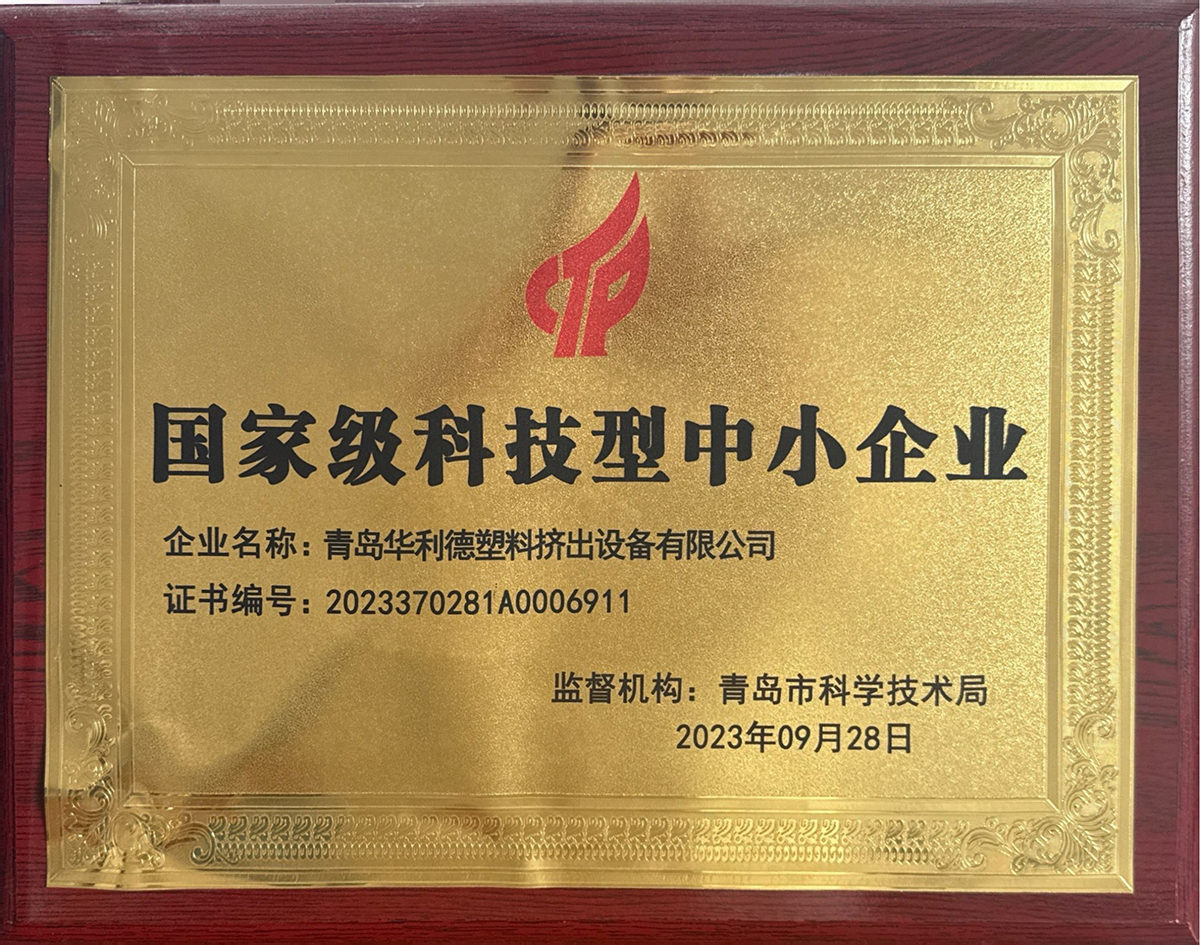 CTP
国家级科技型中小企业
企业名称：青岛华利德塑料挤出设备有限公司
证书编号：2023370281A0006911
监督机构：青岛市科学技术局
2023年09月28日